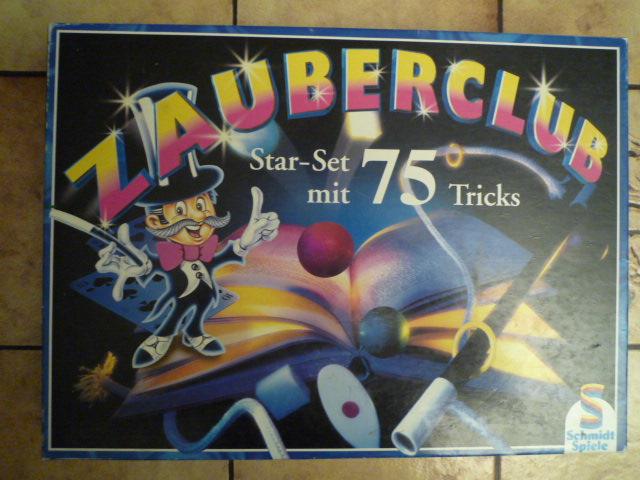 ZAUBERCLUB
Star-Set
mit 75 Tricks
Schmidt
Spiele